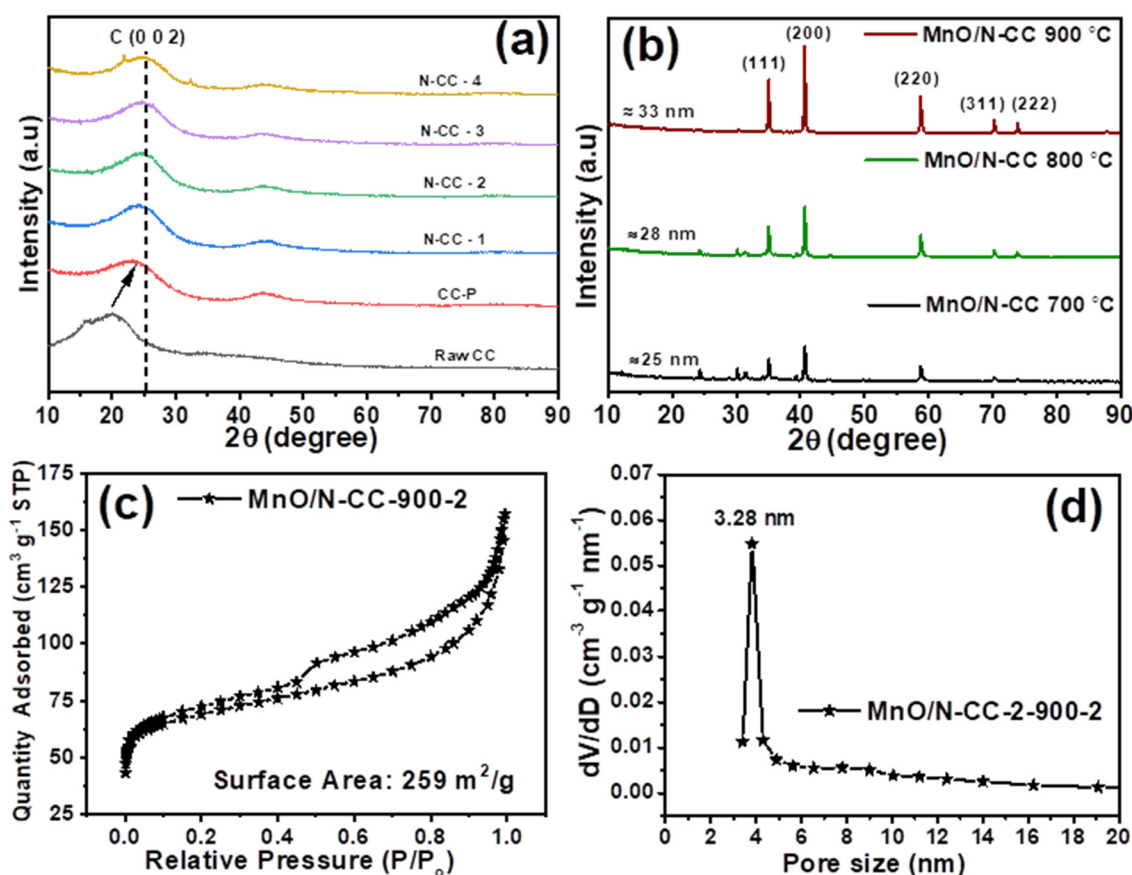 C (0 0 2)
(a)
N-CC - 4
N-CC - 3
N-CC - 2
N-CC - 1
CC-P
Raw CC
Intensity (a.u)
10 20 30 40 50 60 70 80 90
2θ (degree)
(b)
MnO/N-CC 900 °C
(200)
(111)
(220)
(311) (222)
≈33 nm
MnO/N-CC 800 °C
≈28 nm
MnO/N-CC 700 °C
≈25 nm
Intensity (a.u)
10 20 30 40 50 60 70 80 90
2θ (degree)
175
150
125
100
75
50
25
Quantity Adsorbed (cm³ g⁻¹ STP)
(c)
MnO/N-CC-900-2
Surface Area: 259 m²/g
0.0 0.2 0.4 0.6 0.8 1.0
Relative Pressure (P/Pₒ)
0.07
0.06
0.05
0.04
0.03
0.02
0.01
0.00
dV/dD (cm⁻³ g⁻¹ nm⁻¹)
(d)
3.28 nm
MnO/N-CC-2-900-2
0 2 4 6 8 10 12 14 16 18 20
Pore size (nm)